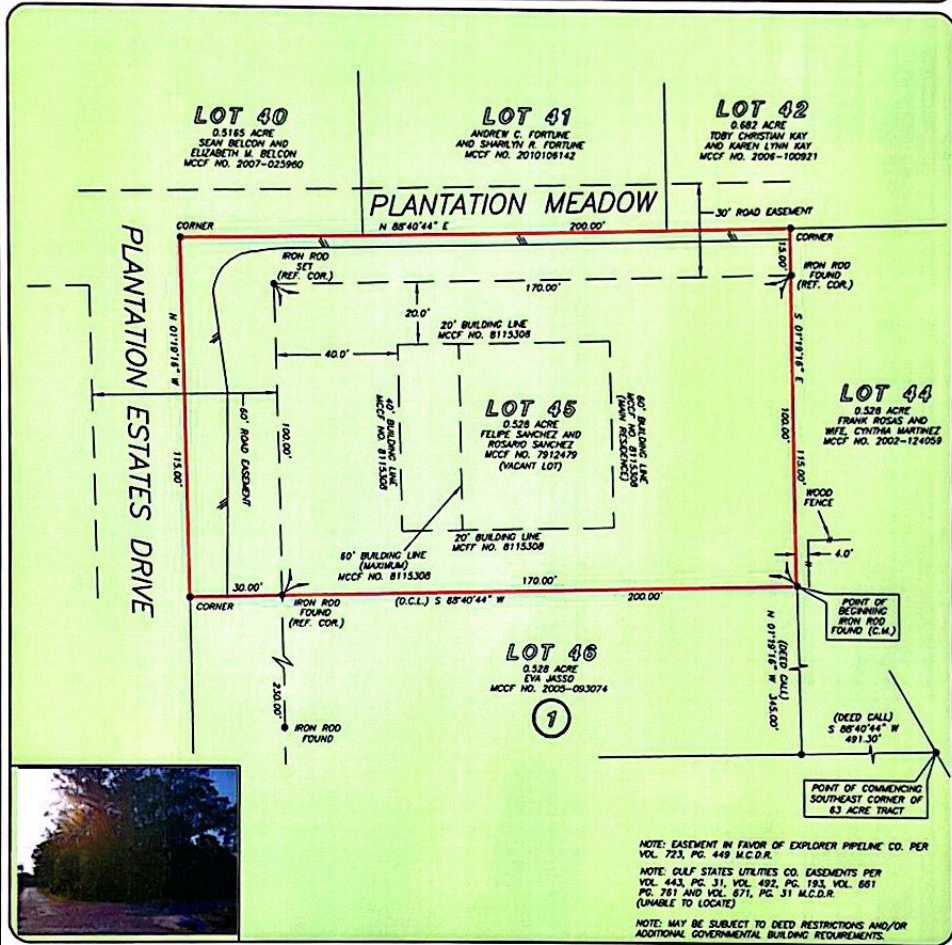 LOT 40
0.5165 ACRE
SEAN BELCON AND
ELIZABETH M. BELCON
MCCF NO. 2007-025960
LOT 41
ANDREW C. FORTUNE
AND SHARILYN R. FORTUNE
MCCF NO. 2010106142
LOT 42
0.682 ACRE
TOBY CHRISTIAN KAY
AND KAREN LYNN KAY
MCCF NO. 2006-100921
PLANTATION MEADOW
30' ROAD EASEMENT
CORNER
N 88°40'44" E
200.00'
CORNER
15.00'
IRON ROD
SET
(REF. COR.)
IRON ROD
FOUND
(REF. COR.)
170.00'
PLANTATION ESTATES DRIVE
N 01°19'16" W
115.00'
60' ROAD EASEMENT
100.00'
20.0'
40.0'
20' BUILDING LINE
MCCF NO. 8115308
40' BUILDING LINE
MCCF NO. 8115308
LOT 45
0.528 ACRE
FELIPE SANCHEZ AND
ROSARIO SANCHEZ
MCCF NO. 7912479
(VACANT LOT)
60' BUILDING LINE
MCCF NO. 8115308
(MAIN RESIDENCE)
S 01°19'16" E
100.00'
115.00'
LOT 44
0.528 ACRE
FRANK ROSAS AND
WIFE, CYNTHIA MARTINEZ
MCCF NO. 2002-124059
WOOD
FENCE
4.0'
20' BUILDING LINE
MCFF NO. 8115308
60' BUILDING LINE
(MAXIMUM)
MCCF NO. 8115308
30.00'
170.00'
CORNER
IRON ROD
FOUND
(REF. COR.)
(O.C.L.) S 88°40'44" W
200.00'
POINT OF
BEGINNING
IRON ROD
FOUND (C.M.)
LOT 46
0.528 ACRE
EVA JASSO
MCCF NO. 2005-093074
1
230.00'
IRON ROD
FOUND
(DEED CALL)
N 01°19'16" W 345.00'
(DEED CALL)
S 88°40'44" W
491.30'
POINT OF COMMENCING
SOUTHEAST CORNER OF
63 ACRE TRACT
NOTE: EASEMENT IN FAVOR OF EXPLORER PIPELINE CO. PER
VOL. 723, PG. 449 M.C.D.R.
NOTE: GULF STATES UTILITIES CO. EASEMENTS PER
VOL. 443, PG. 31, VOL. 492, PG. 193, VOL. 661
PG. 761 AND VOL. 671, PG. 31 M.C.D.R.
(UNABLE TO LOCATE)
NOTE: MAY BE SUBJECT TO DEED RESTRICTIONS AND/OR
ADDITIONAL GOVERNMENTAL BUILDING REQUIREMENTS.